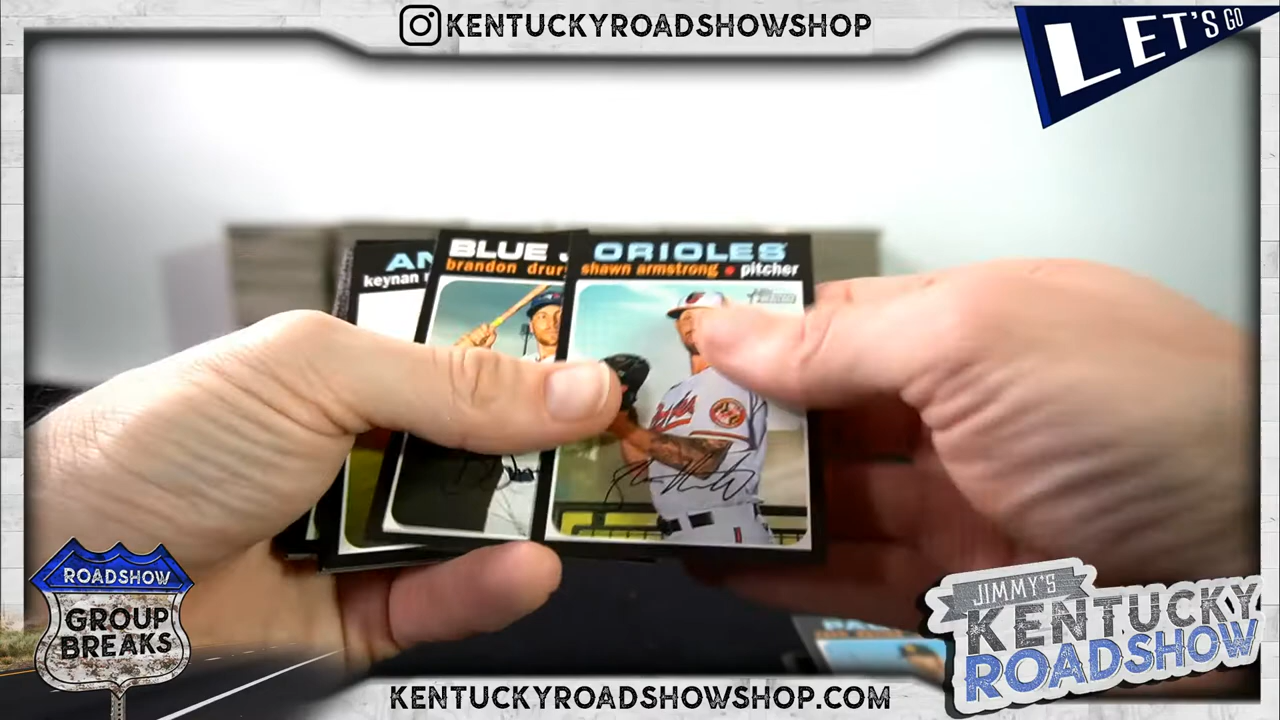 KENTUCKYROADSHOWSHOP
LET'S GO
ORIOLES
shawn armstrong • pitcher
BLUE
brandon drur
AN
keynan
ROADSHOW
GROUP
BREAKS
JIMMY'S
KENTUCKY
ROADSHOW
KENTUCKYROADSHOWSHOP.COM